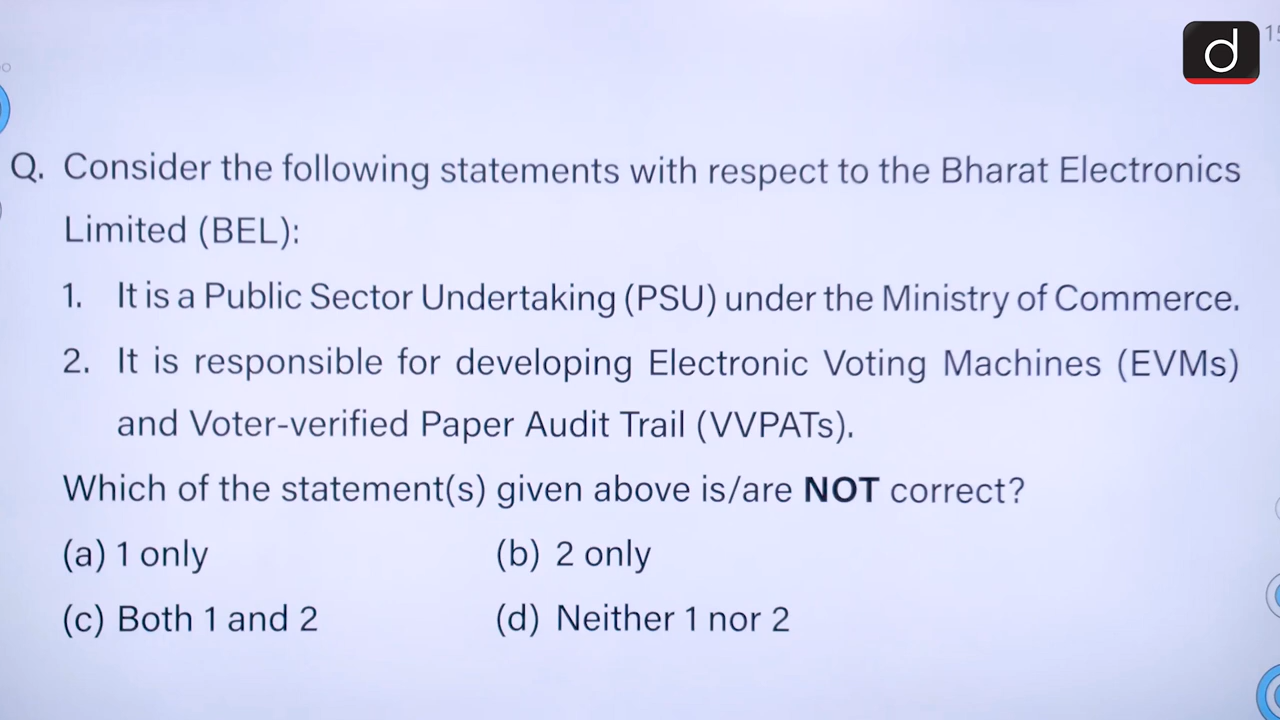 d
15
Q. Consider the following statements with respect to the Bharat Electronics
Limited (BEL):
1. It is a Public Sector Undertaking (PSU) under the Ministry of Commerce.
2. It is responsible for developing Electronic Voting Machines (EVMs)
and Voter-verified Paper Audit Trail (VVPATs).
Which of the statement(s) given above is/are NOT correct?
(a) 1 only (b) 2 only
(c) Both 1 and 2 (d) Neither 1 nor 2